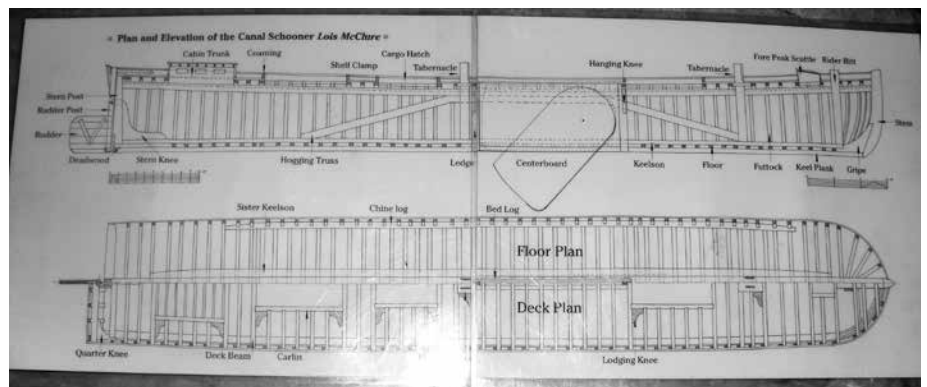 Plan and Elevation of the Canal Schooner Lois McClure
Cabin Trunk
Coaming
Shelf Clamp
Cargo Hatch
Tabernacle
Hanging Knee
Tabernacle
Fore Peak Scuttle
Rider Bitt
Stern Post
Rudder Post
Rudder
Stem
Deadwood
Stern Knee
Hogging Truss
Ledge
Centerboard
Keelson
Floor
Futtock
Keel Plank
Gripe
Sister Keelson
Chine log
Bed Log
Floor Plan
Deck Plan
Quarter Knee
Deck Beam
Carlin
Lodging Knee